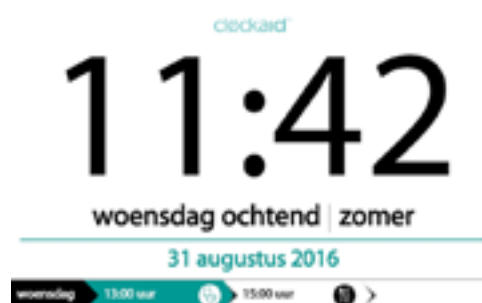 clockaid
11:42
woensdag ochtend | zomer
31 augustus 2016
woensdag 13:00 uur 15:00 uur